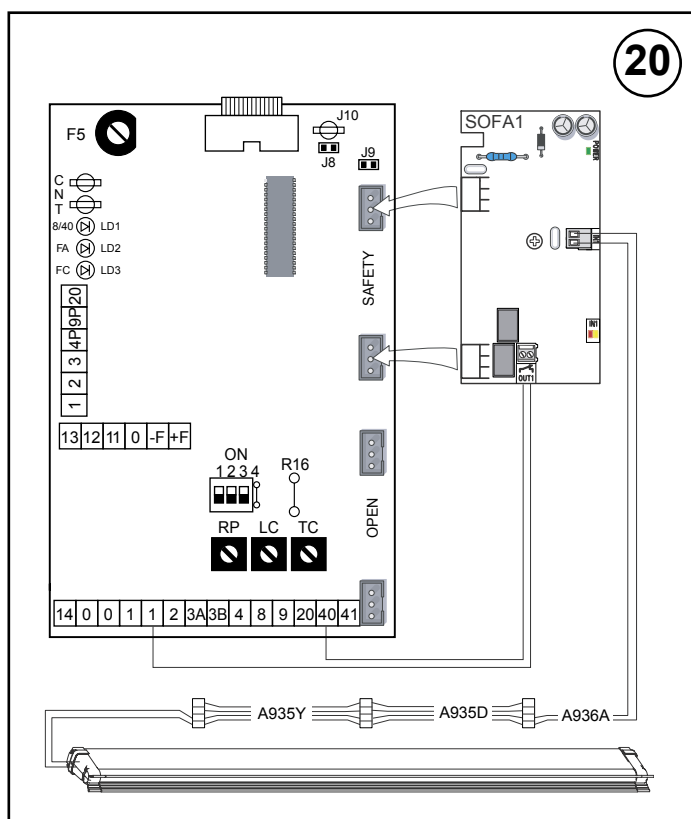 20
SOFA1
F5
J10
J8
J9
POWER
C
N
T
8/40 LD1
FA LD2
FC LD3
IN1
SAFETY
IN1
1 2 3 4P 9P 20
OUT1
13 12 11 0 -F +F
ON
1 2 3 4
R16
OPEN
RP LC TC
14 0 0 1 1 2 3A 3B 4 8 9 20 40 41
A935Y A935D A936A